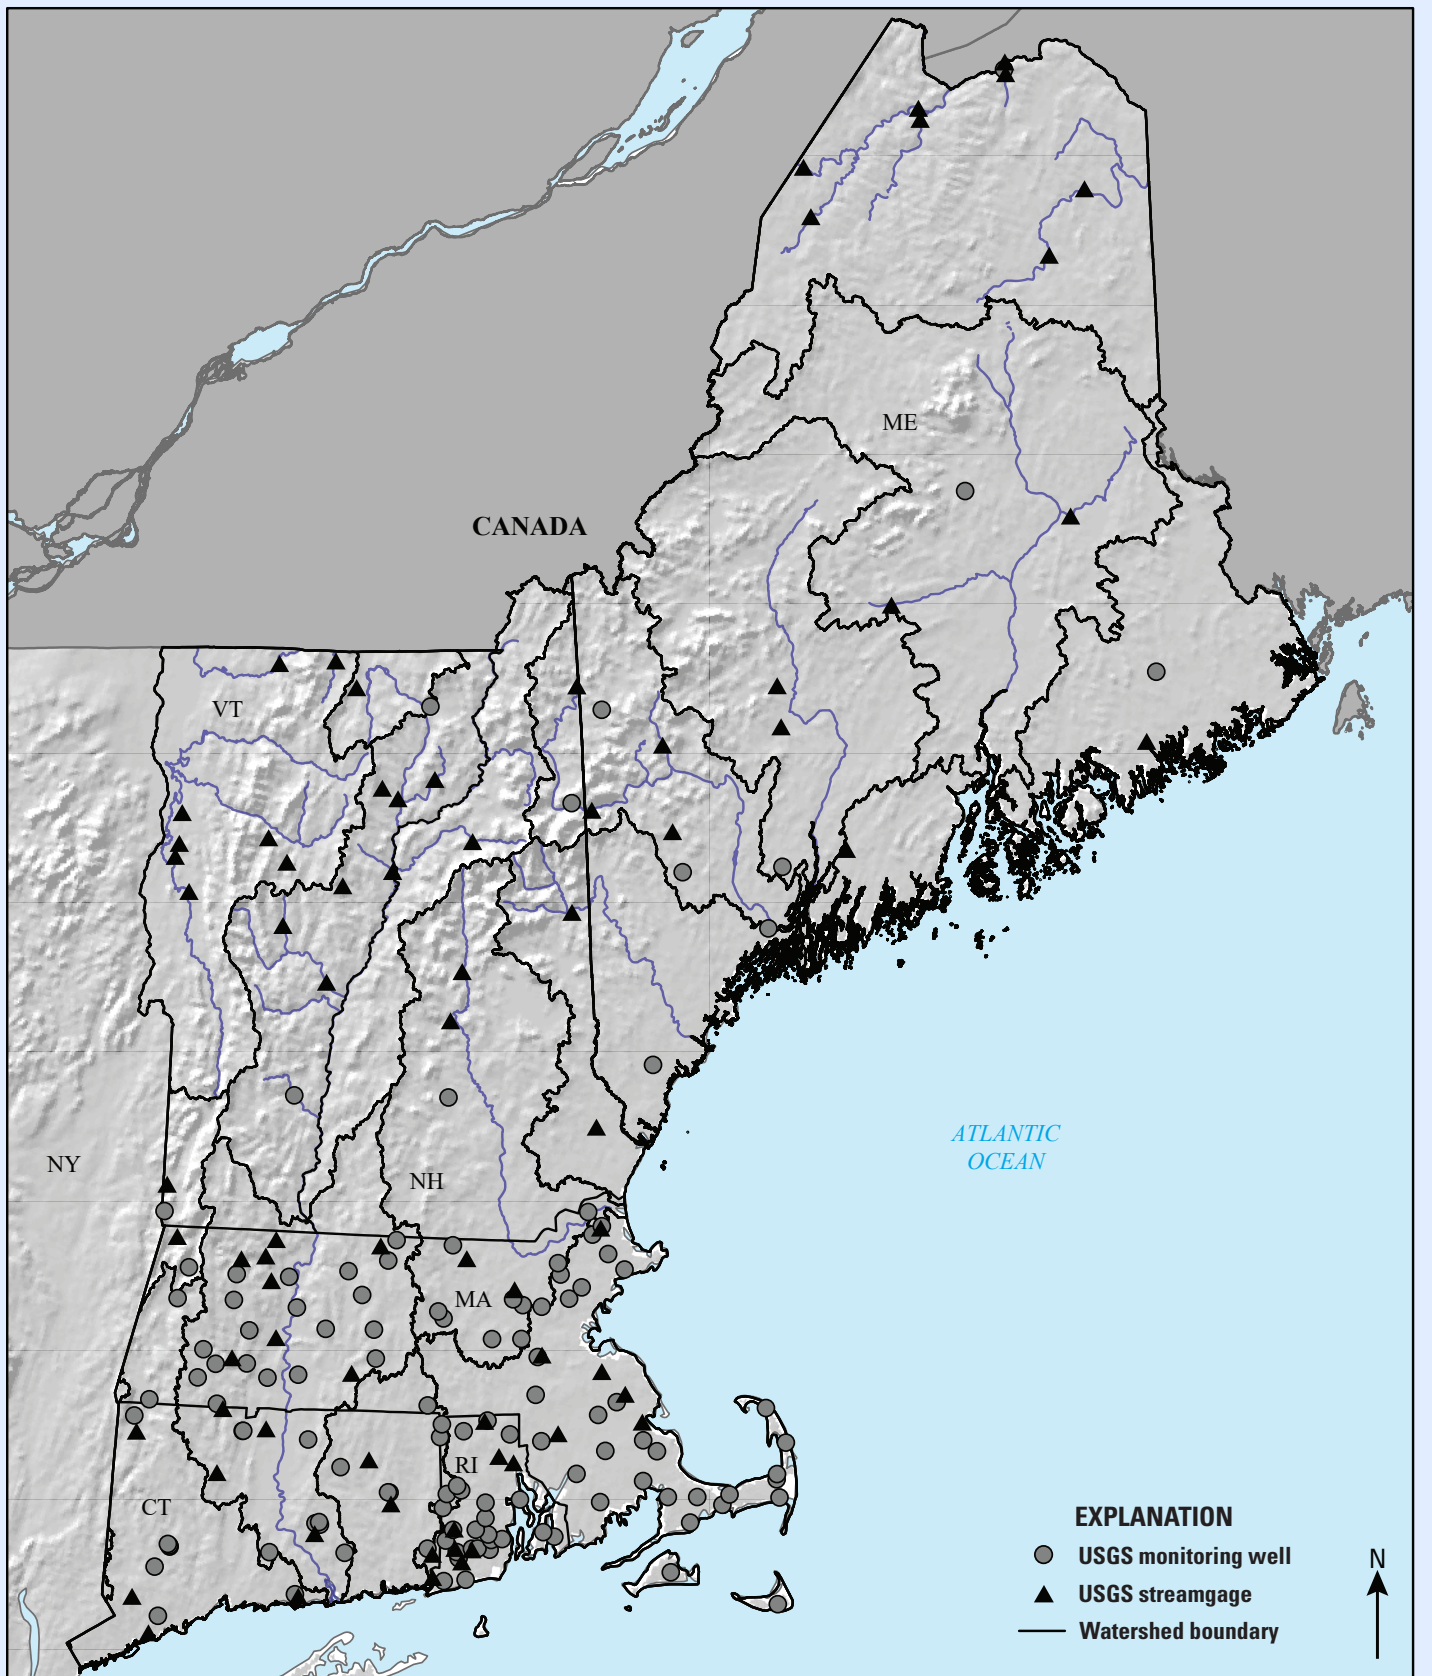 ME
CANADA
VT
ATLANTIC
OCEAN
NY
NH
MA
RI
CT
EXPLANATION
USGS monitoring well
USGS streamgage
Watershed boundary
N